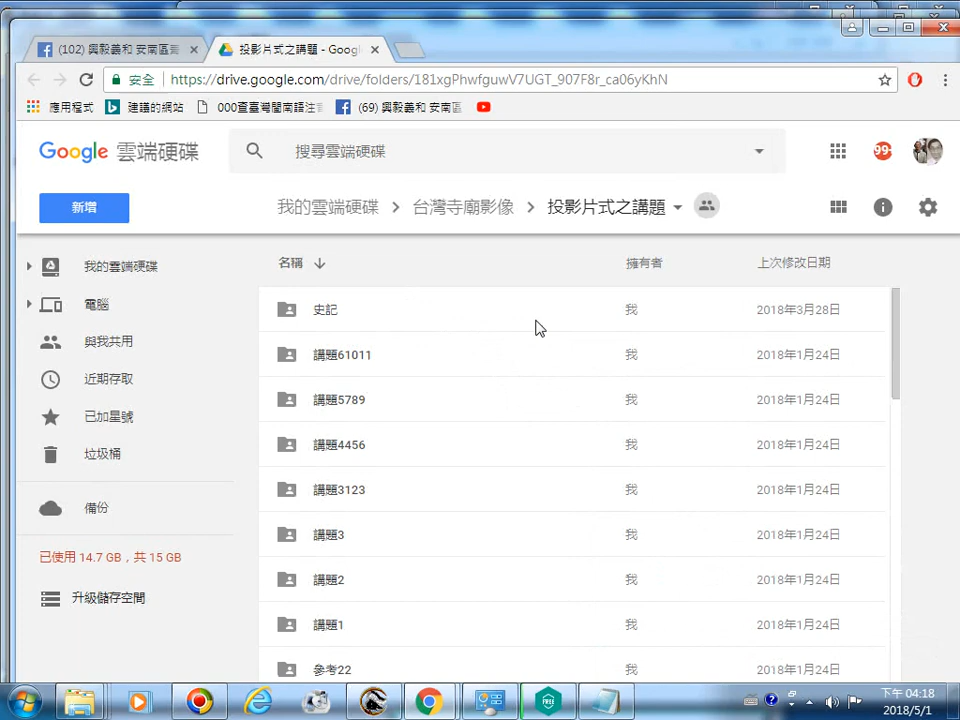 (102) 興毅義和 安南區
投影片式之講題 - Goog
安全 https://drive.google.com/drive/folders/181xgPhwfguwV7UGT_907F8r_ca06yKhN
應用程式
建議的網站
000查臺灣閩南語注
(69) 興毅義和 安南區
Google 雲端硬碟
搜尋雲端硬碟
99+
新增
我的雲端硬碟 > 台灣寺廟影像 > 投影片式之講題
我的雲端硬碟
電腦
與我共用
近期存取
已加星號
垃圾桶
備份
已使用 14.7 GB，共 15 GB
升級儲存空間
名稱 擁有者 上次修改日期
史記 我 2018年3月28日
講題61011 我 2018年1月24日
講題5789 我 2018年1月24日
講題4456 我 2018年1月24日
講題3123 我 2018年1月24日
講題3 我 2018年1月24日
講題2 我 2018年1月24日
講題1 我 2018年1月24日
參考22 我 2018年1月24日
FREE
下午 04:18
2018/5/1